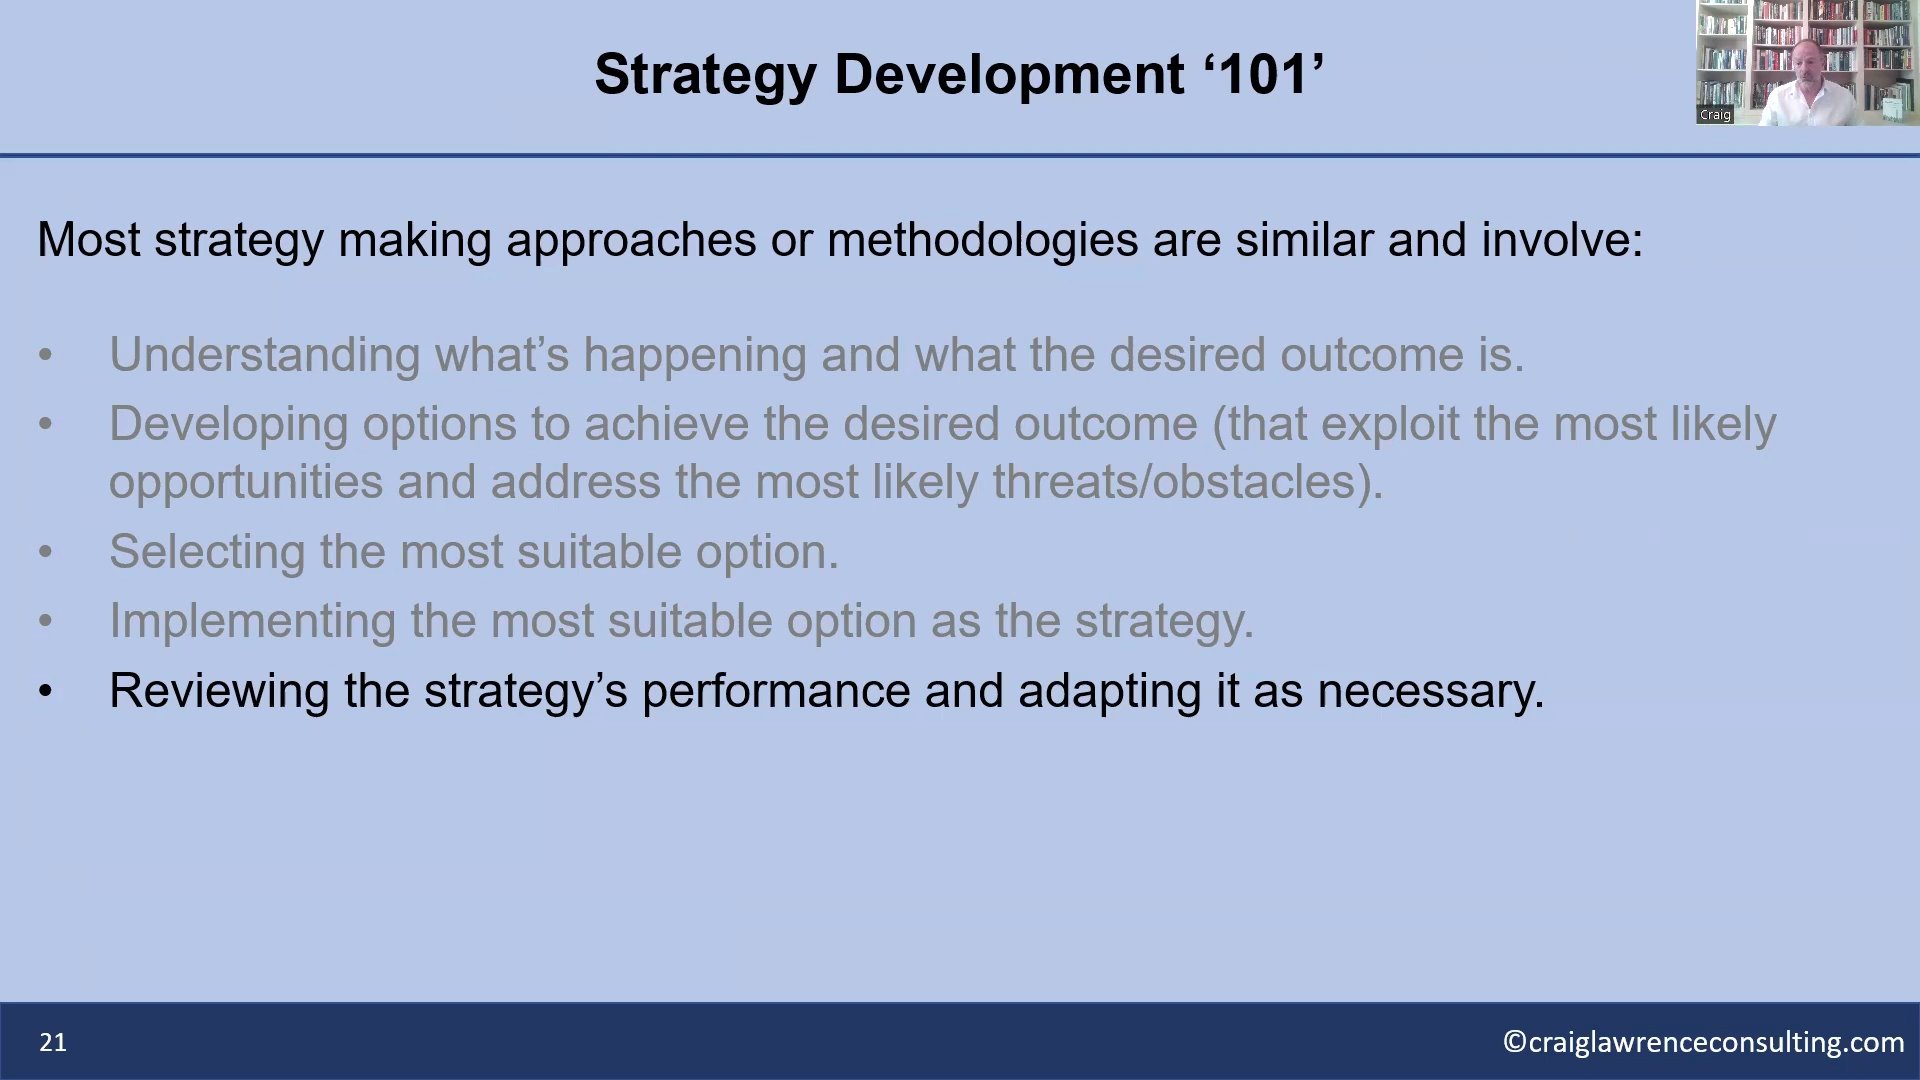 Strategy Development ‘101’
Craig
Most strategy making approaches or methodologies are similar and involve:
• Understanding what’s happening and what the desired outcome is.
• Developing options to achieve the desired outcome (that exploit the most likely
opportunities and address the most likely threats/obstacles).
• Selecting the most suitable option.
• Implementing the most suitable option as the strategy.
• Reviewing the strategy’s performance and adapting it as necessary.
21
©craiglawrenceconsulting.com